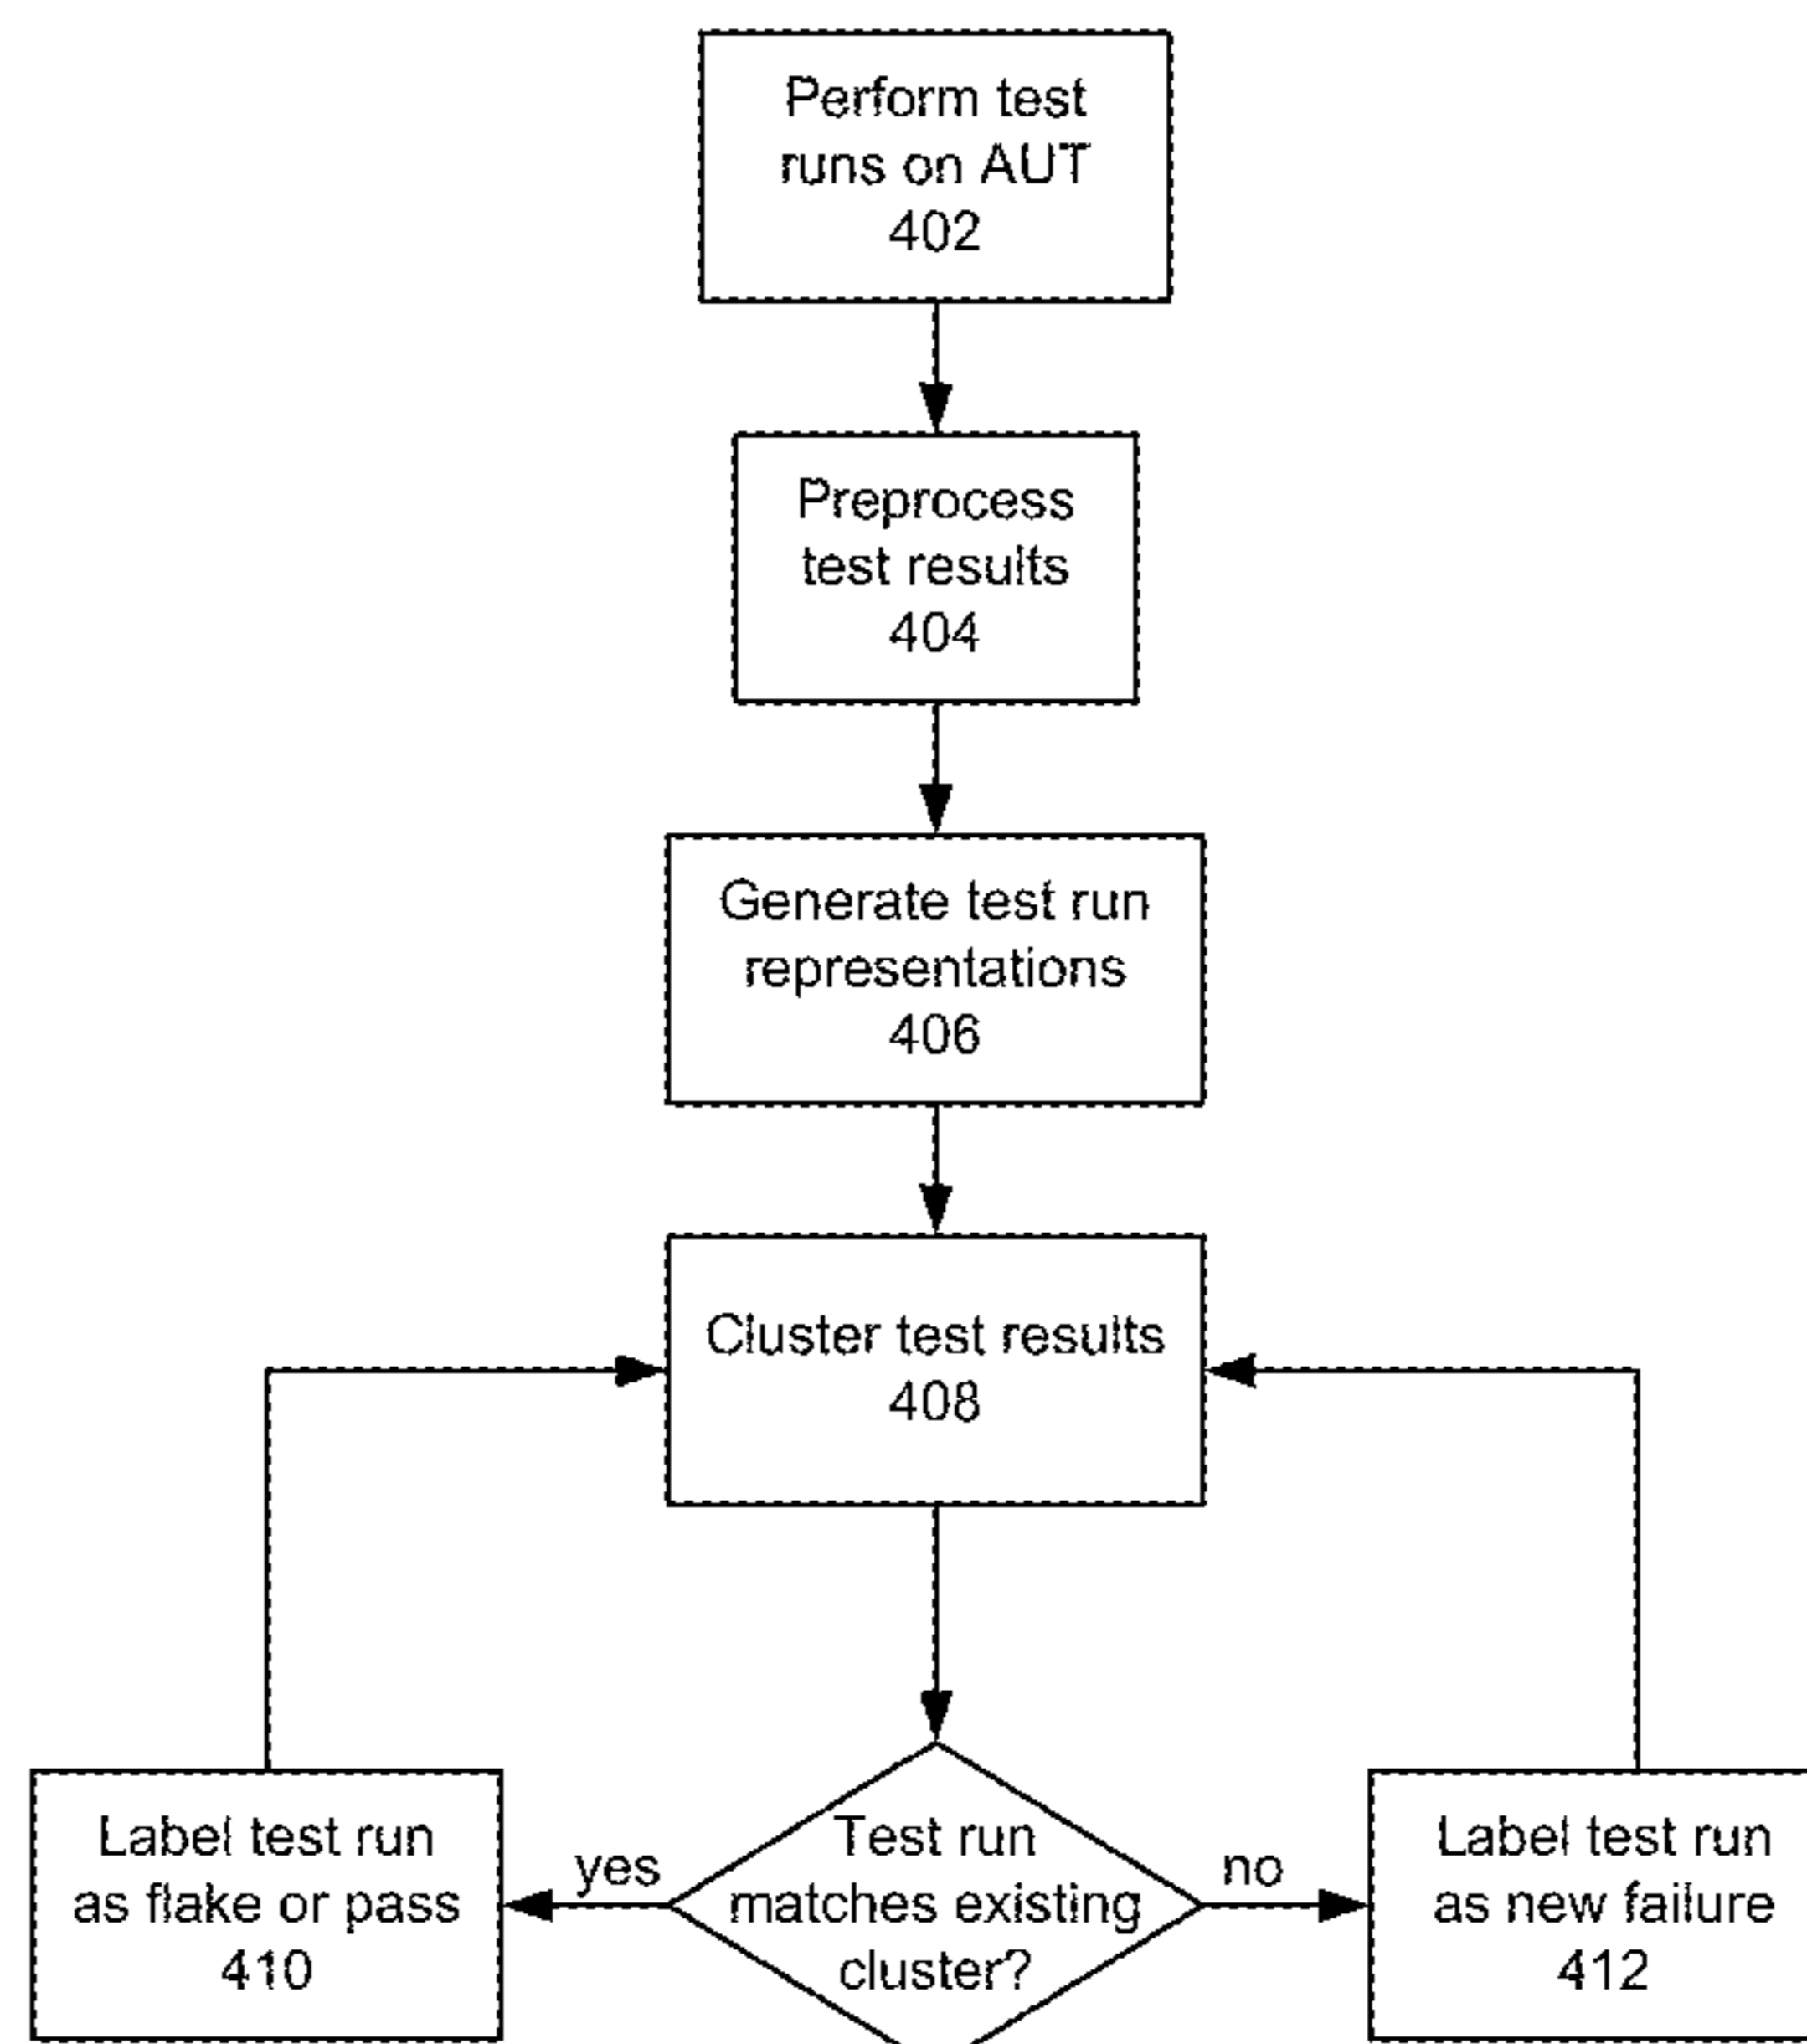 Perform test
runs on AUT
402
Preprocess
test results
404
Generate test run
representations
406
Cluster test results
408
Label test run
as flake or pass
410
yes
Test run
matches existing
cluster?
no
Label test run
as new failure
412